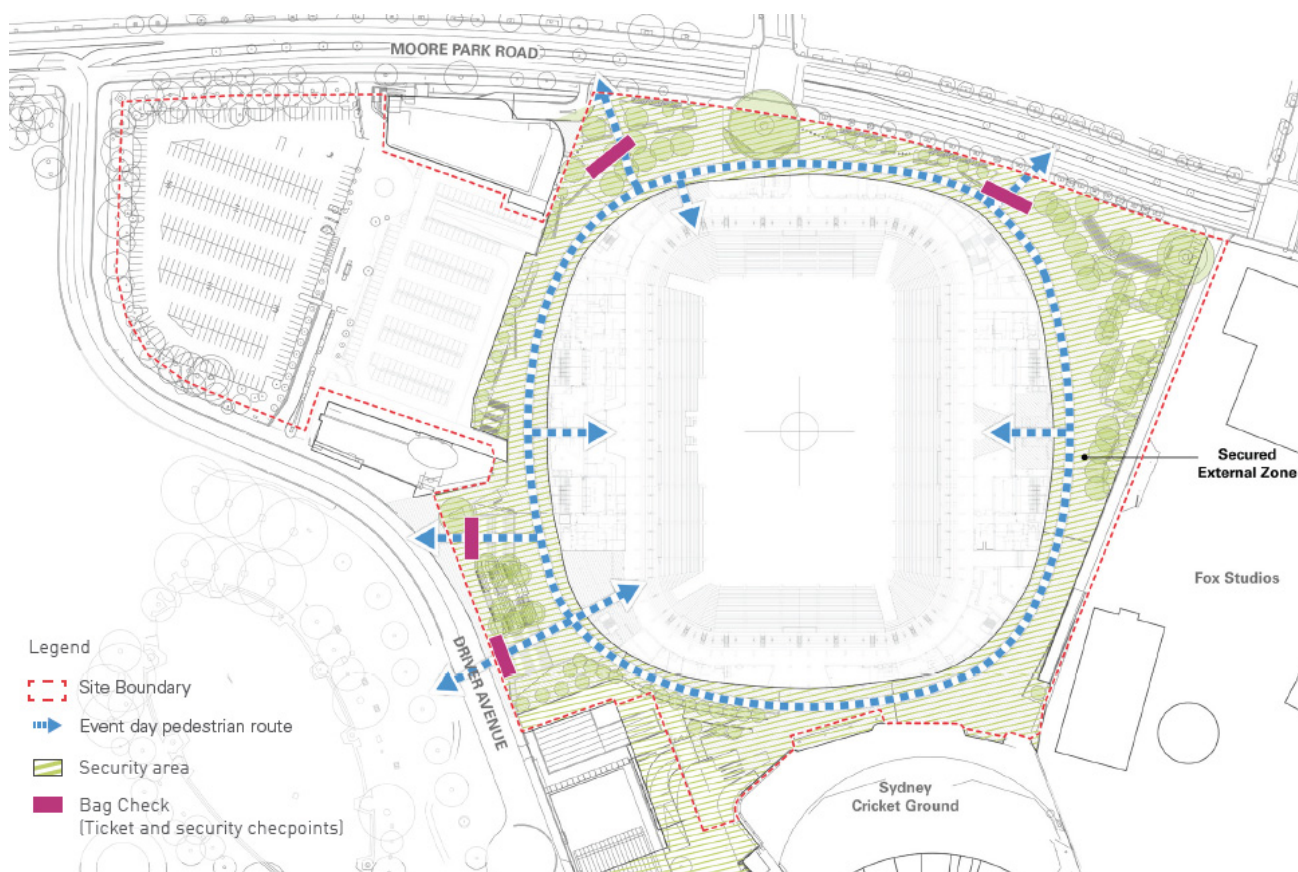 MOORE PARK ROAD
Secured
External Zone
Fox Studios
DRIVER AVENUE
Sydney
Cricket Ground
Legend
Site Boundary
Event day pedestrian route
Security area
Bag Check
(Ticket and security checpoints)